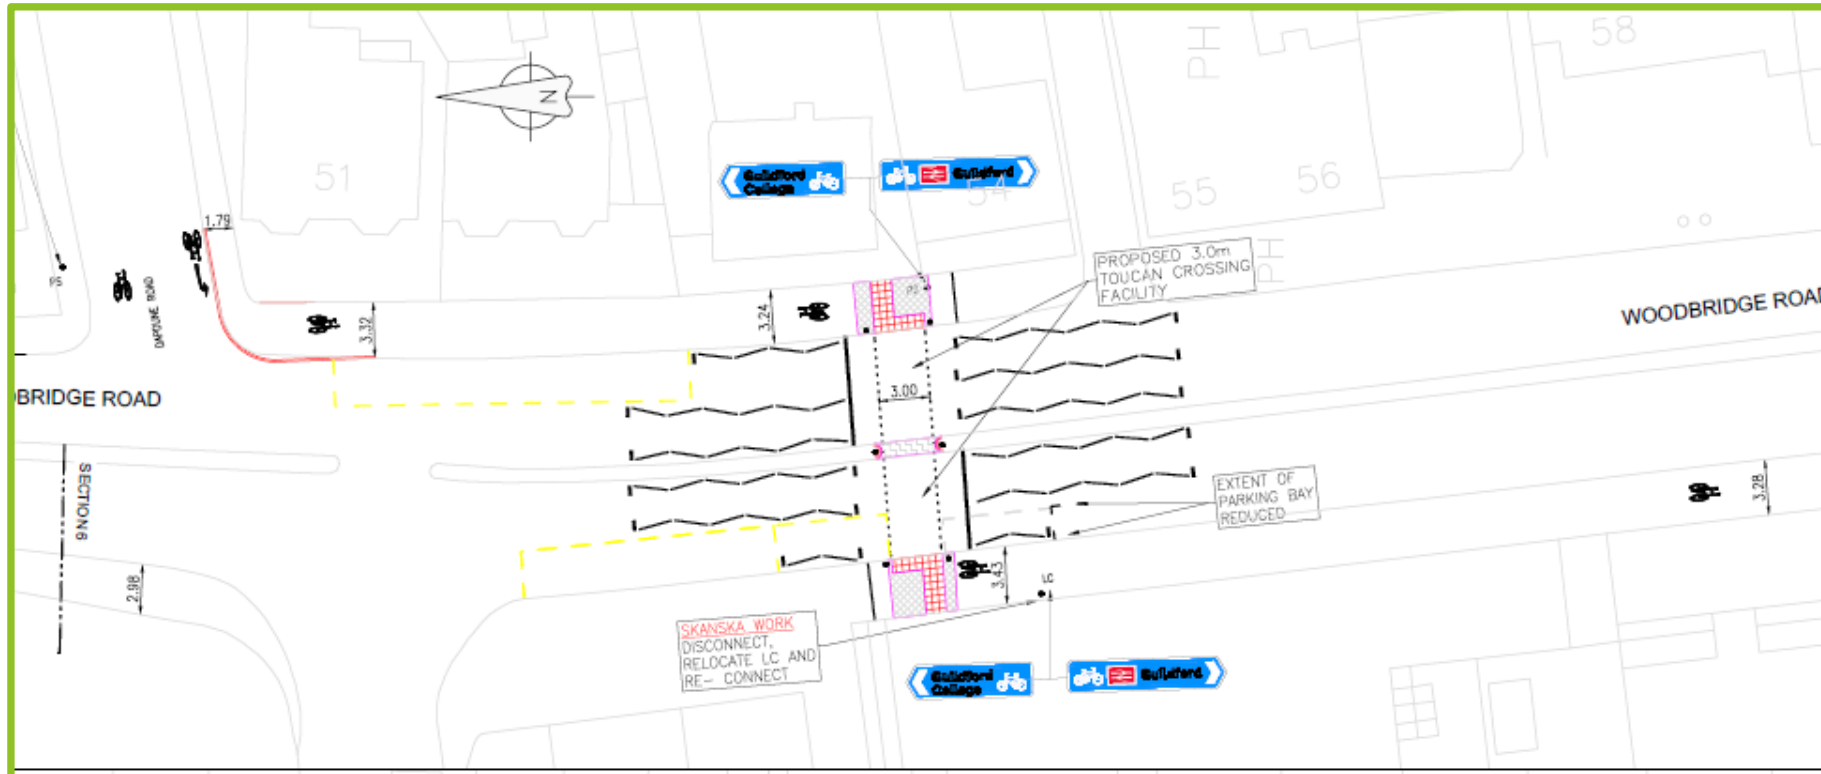 58
PH
N
51
Guildford
College
Guildford
54
55
56
PH
1.79
DAPDUNE ROAD
3.32
3.24
PROPOSED 3.0m
TOUCAN CROSSING
FACILITY
WOODBRIDGE ROAD
3.00
BRIDGE ROAD
SECTION 6
2.98
EXTENT OF
PARKING BAY
REDUCED
3.28
3.43
LC
SKANSKA WORK
DISCONNECT,
RELOCATE LC AND
RE- CONNECT
Guildford
College
Guildford